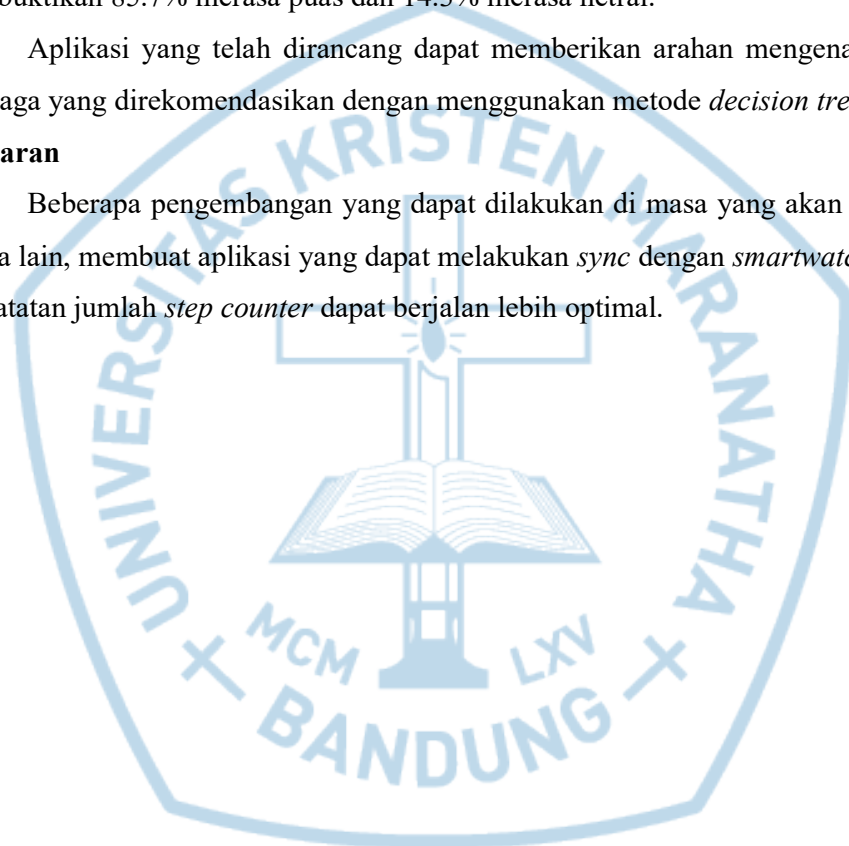 buktikan 85.7% merasa puas dan 14.3% merasa netral.
Aplikasi yang telah dirancang dapat memberikan arahan mengena
aga yang direkomendasikan dengan menggunakan metode decision tre
aran
Beberapa pengembangan yang dapat dilakukan di masa yang akan
a lain, membuat aplikasi yang dapat melakukan sync dengan smartwat
atatan jumlah step counter dapat berjalan lebih optimal.
UNIVERSITAS KRISTEN MARANATHA
MCM LXV
BANDUNG